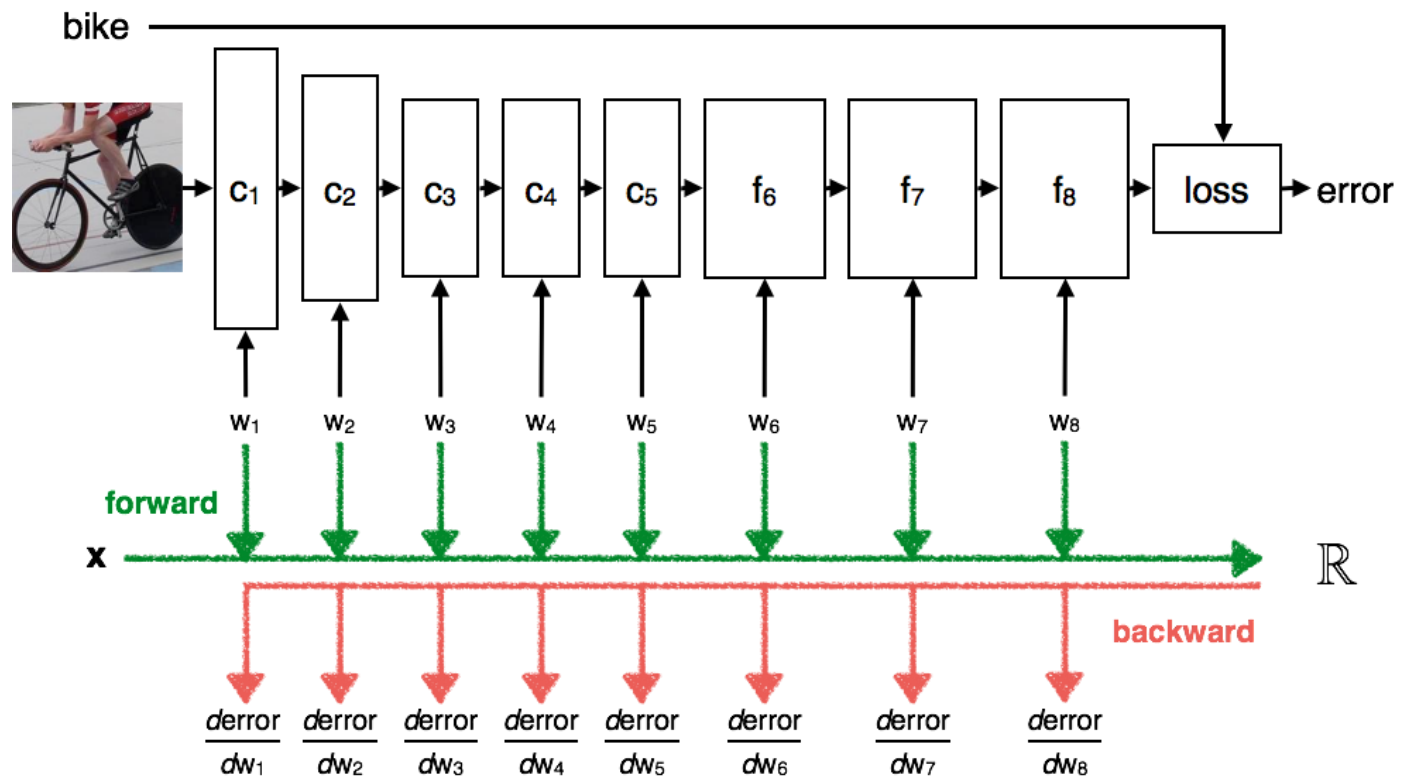 bike
c1 c2 c3 c4 c5 f6 f7 f8 loss error
w1 w2 w3 w4 w5 w6 w7 w8
forward
x ℝ
backward
derror derror derror derror derror derror derror derror
dw1 dw2 dw3 dw4 dw5 dw6 dw7 dw8